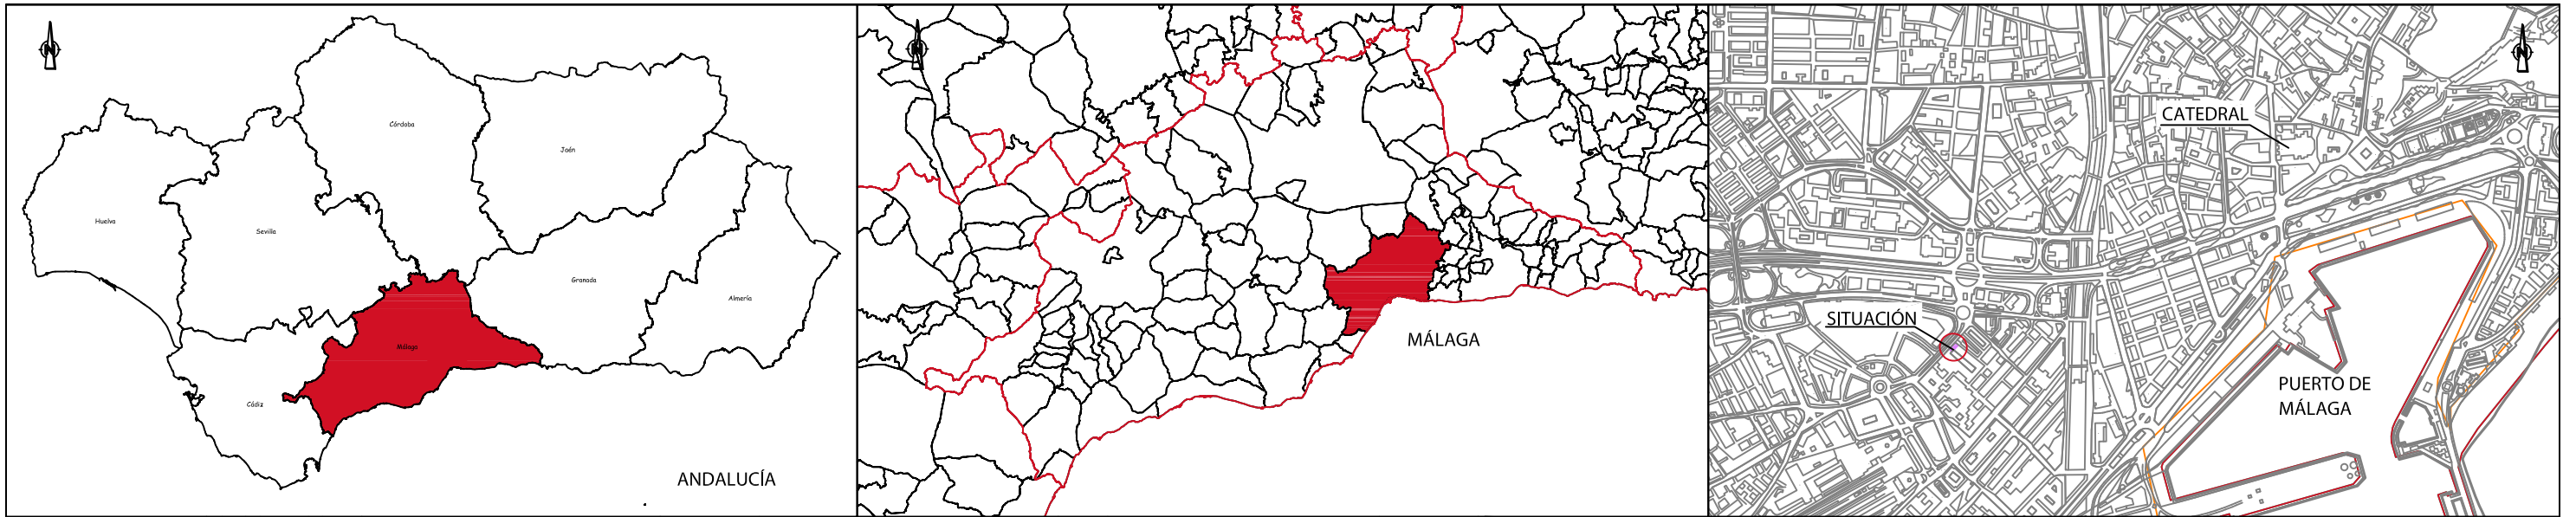 N
Córdoba
Jaén
Huelva
Sevilla
Granada
Almería
Málaga
Cádiz
ANDALUCÍA
N
MÁLAGA
N
CATEDRAL
SITUACIÓN
PUERTO DE
MÁLAGA